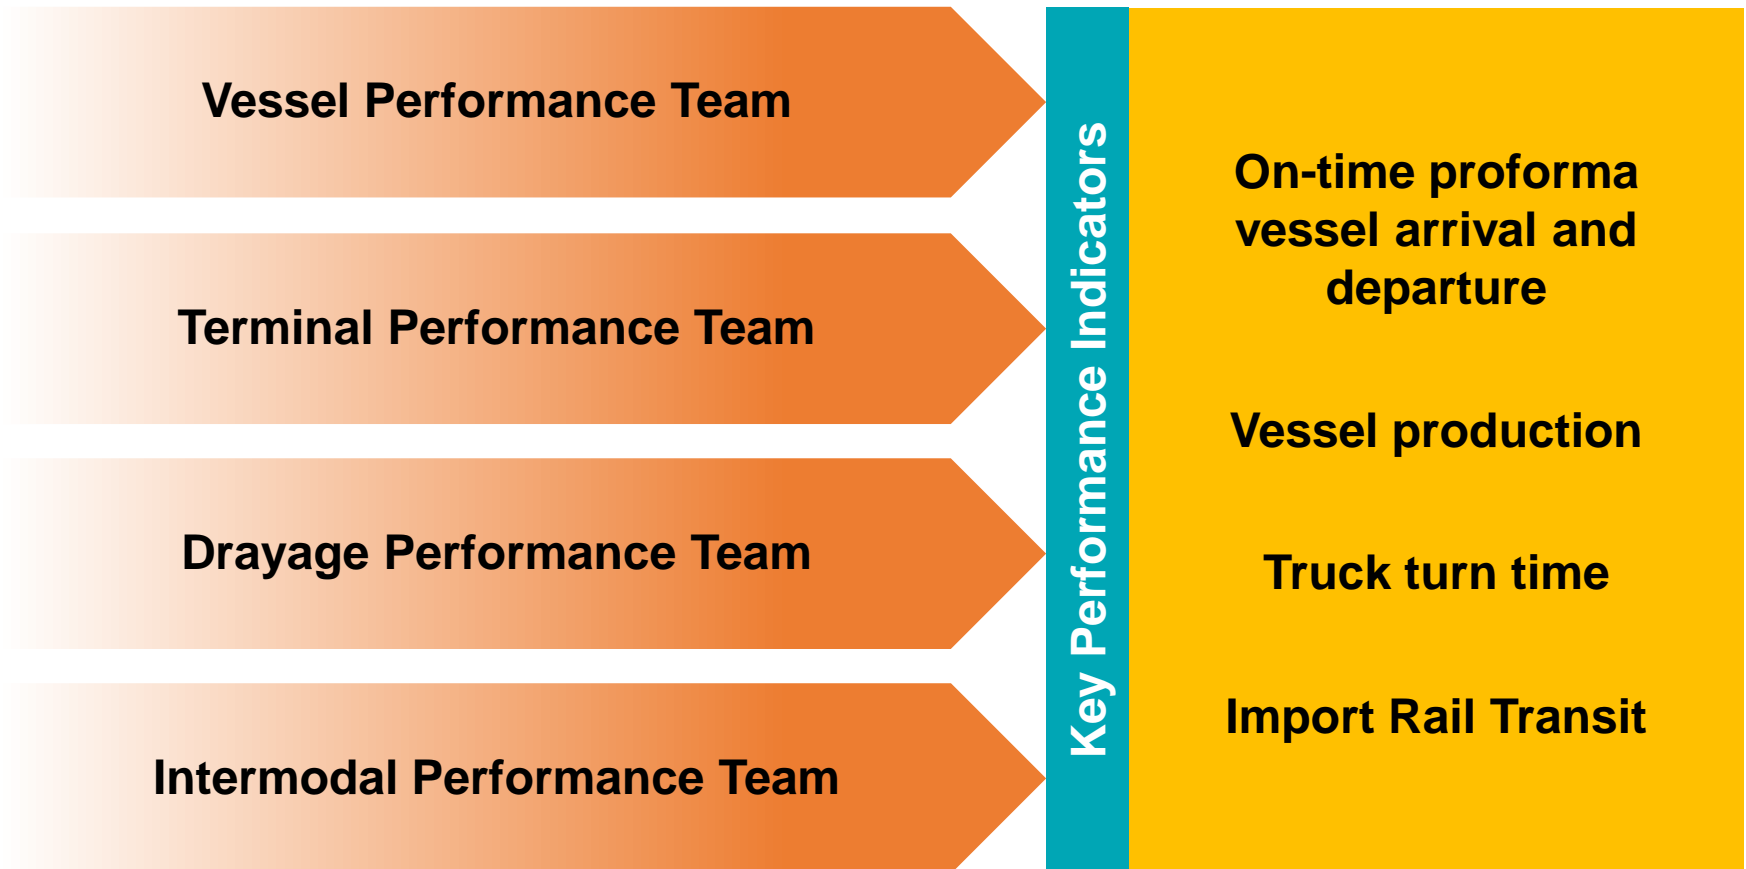 Vessel Performance Team
Terminal Performance Team
Drayage Performance Team
Intermodal Performance Team
Key Performance Indicators
On-time proforma
vessel arrival and
departure
Vessel production
Truck turn time
Import Rail Transit